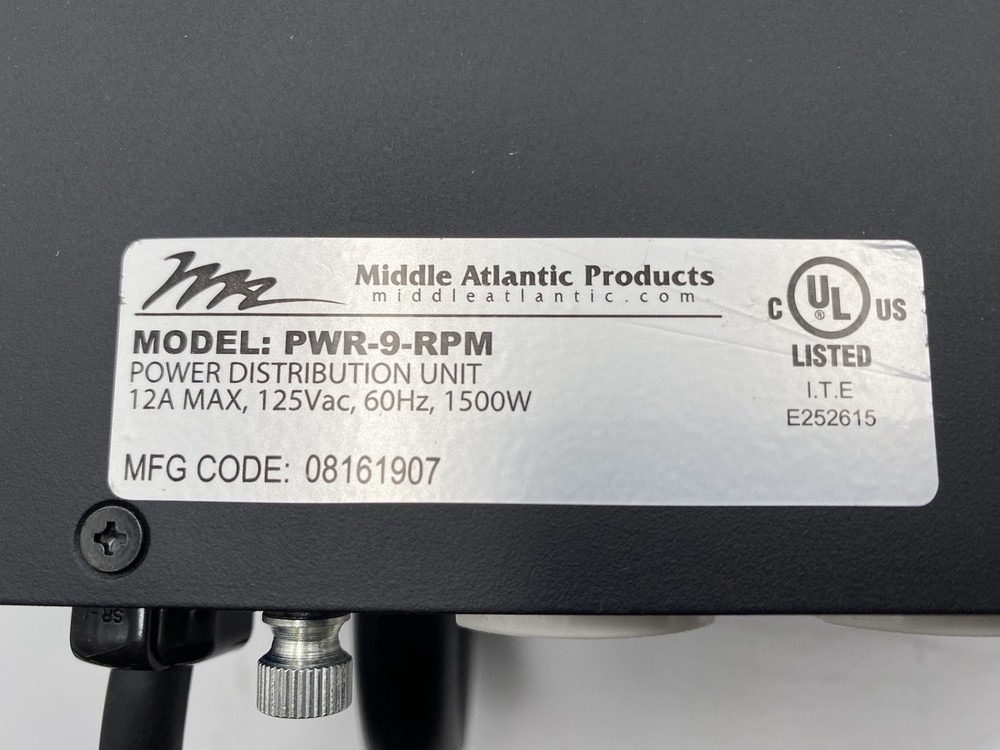 Middle Atlantic Products
middleatlantic.com
MODEL: PWR-9-RPM
POWER DISTRIBUTION UNIT
12A MAX, 125Vac, 60Hz, 1500W
MFG CODE: 08161907
C UL® US
LISTED
I.T.E
E252615